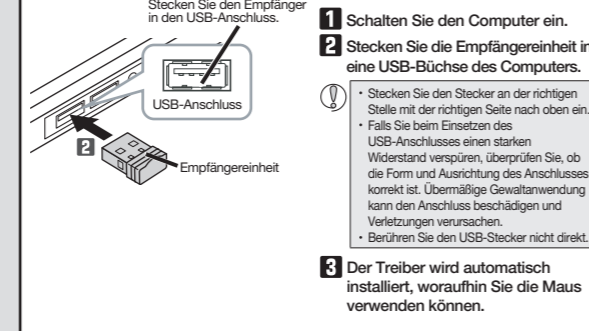 Stecken Sie den Empfänger
in den USB-Anschluss.
USB-Anschluss
2
Empfängereinheit
1 Schalten Sie den Computer ein.
2 Stecken Sie die Empfängereinheit in
eine USB-Büchse des Computers.
• Stecken Sie den Stecker an der richtigen
Stelle mit der richtigen Seite nach oben ein.
• Falls Sie beim Einsetzen des
USB-Anschlusses einen starken
Widerstand verspüren, überprüfen Sie, ob
die Form und Ausrichtung des Anschlusses
korrekt ist. Übermäßige Gewaltanwendung
kann den Anschluss beschädigen und
Verletzungen verursachen.
• Berühren Sie den USB-Stecker nicht direkt.
3 Der Treiber wird automatisch
installiert, woraufhin Sie die Maus
verwenden können.